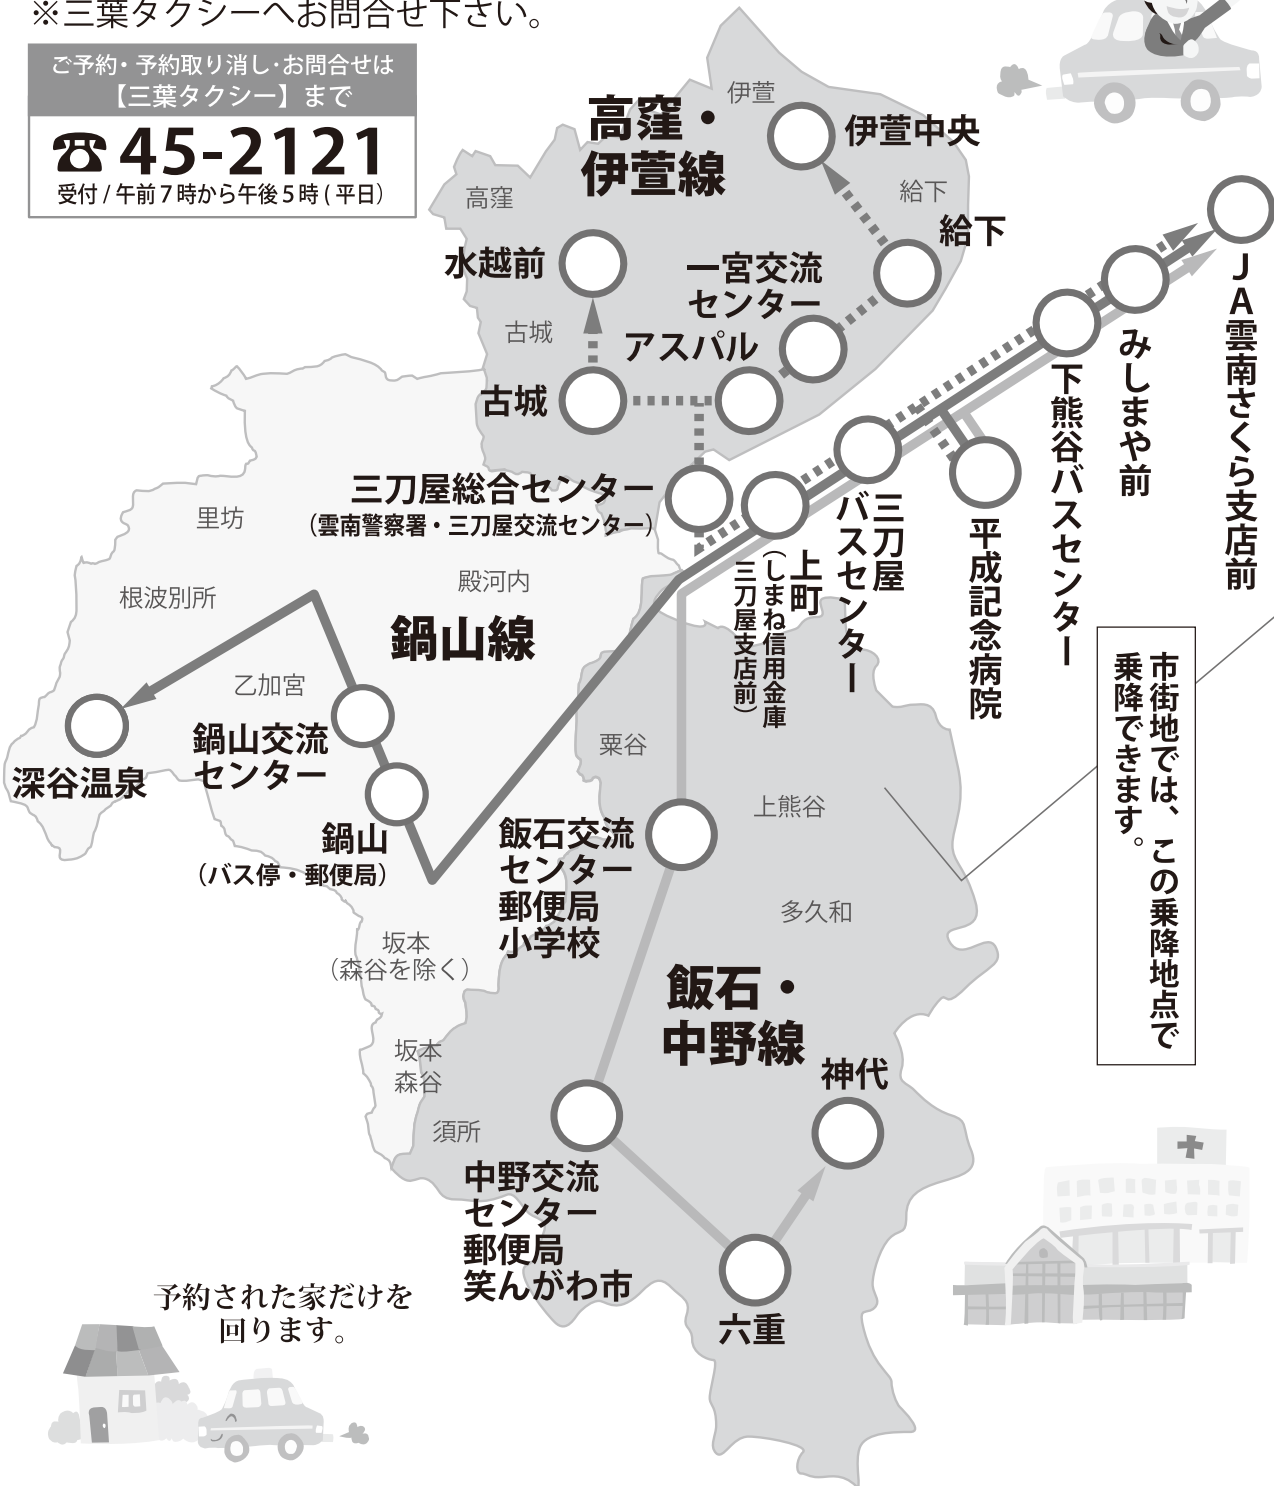 ※三葉タクシーへお問合せ下さい。
ご予約・予約取り消し・お問合せは
【三葉タクシー】まで
☎45-2121
受付/午前7時から午後5時(平日)
高窪・
伊萱線
伊萱
伊萱中央
高窪
給下
給下
水越前
一宮交流
センター
古城
アスパル
古城
JA雲南さくら支店前
みしまや前
下熊谷バスセンター
平成記念病院
三刀屋
バスセンター
上町
(しまね信用金庫
三刀屋支店前)
三刀屋総合センター
(雲南警察署・三刀屋交流センター)
里坊
根波別所
殿河内
鍋山線
乙加宮
鍋山交流
センター
深谷温泉
鍋山
(バス停・郵便局)
粟谷
上熊谷
飯石交流
センター
郵便局
小学校
多久和
坂本
(森谷を除く)
飯石・
中野線
坂本
森谷
神代
須所
中野交流
センター
郵便局
笑んがわ市
六重
市街地では、この乗降地点で
乗降できます。
予約された家だけを
回ります。